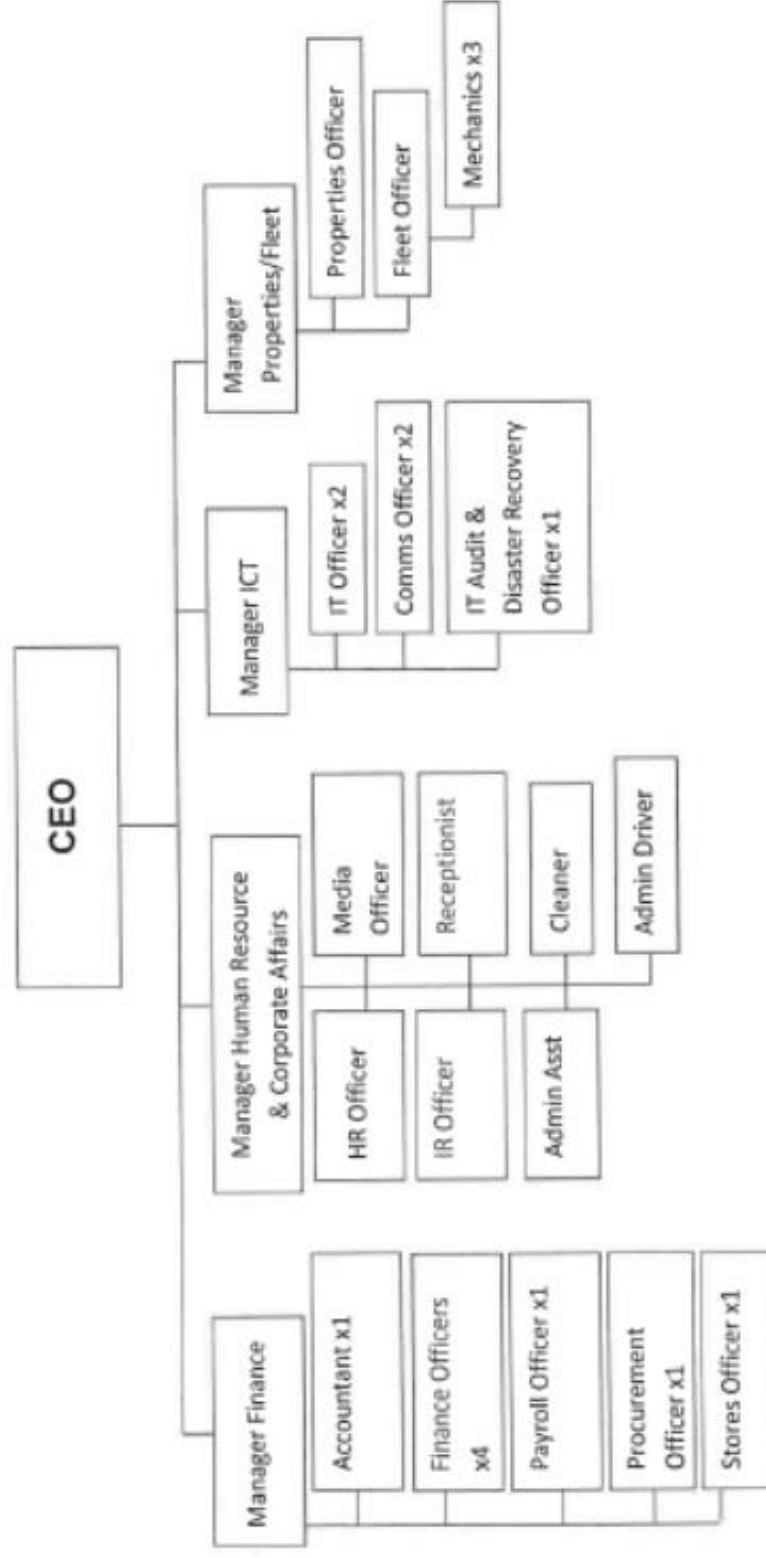 CEO
Manager Finance
Accountant x1
Finance Officers
x4
Payroll Officer x1
Procurement
Officer x1
Stores Officer x1
Manager Human Resource
& Corporate Affairs
HR Officer
Media
Officer
IR Officer
Receptionist
Admin Asst
Cleaner
Admin Driver
Manager ICT
IT Officer x2
Comms Officer x2
IT Audit &
Disaster Recovery
Officer x1
Manager
Properties/Fleet
Properties Officer
Fleet Officer
Mechanics x3